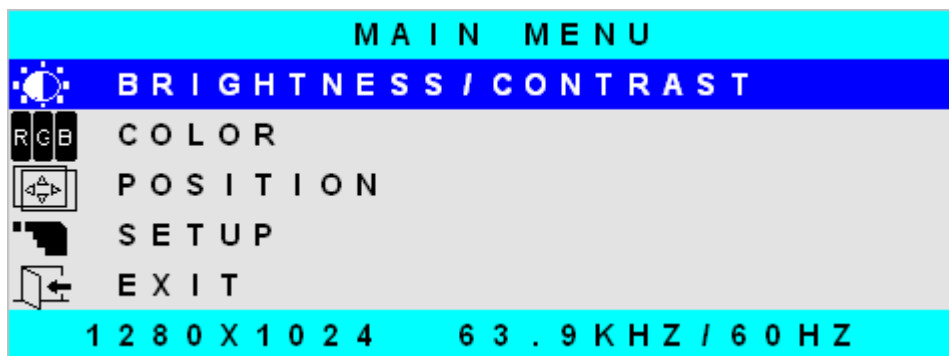 MAIN MENU
BRIGHTNESS/CONTRAST
RGB COLOR
POSITION
SETUP
EXIT
1280X1024 63.9KHZ/60HZ